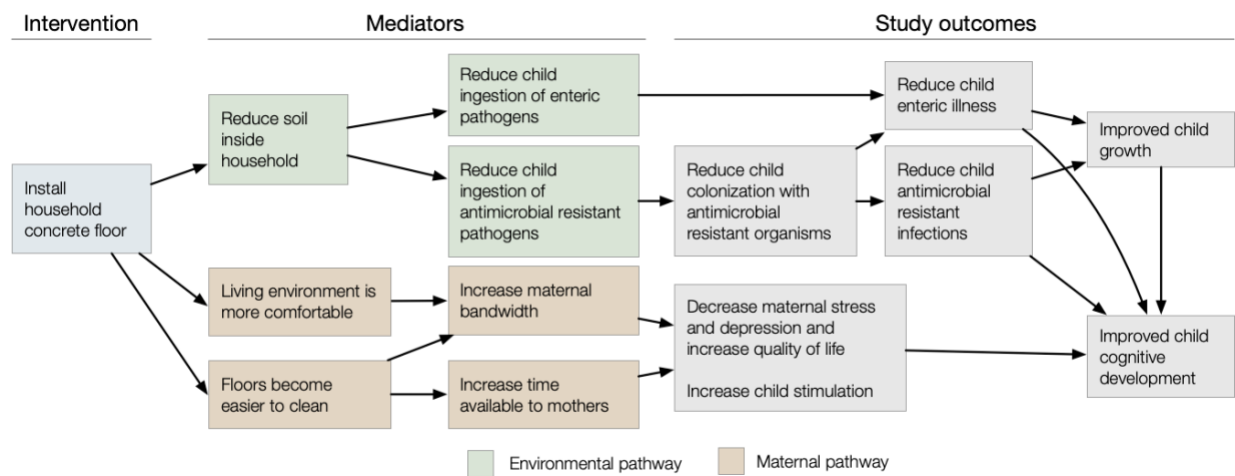 Intervention
Mediators
Study outcomes
Install
household
concrete floor
Reduce soil
inside
household
Living environment is
more comfortable
Floors become
easier to clean
Reduce child
ingestion of enteric
pathogens
Reduce child
ingestion of
antimicrobial resistant
pathogens
Increase maternal
bandwidth
Increase time
available to mothers
Reduce child
colonization with
antimicrobial
resistant organisms
Reduce child
enteric illness
Reduce child
antimicrobial
resistant
infections
Decrease maternal stress
and depression and
increase quality of life
Increase child stimulation
Improved child
growth
Improved child
cognitive
development
Environmental pathway
Maternal pathway